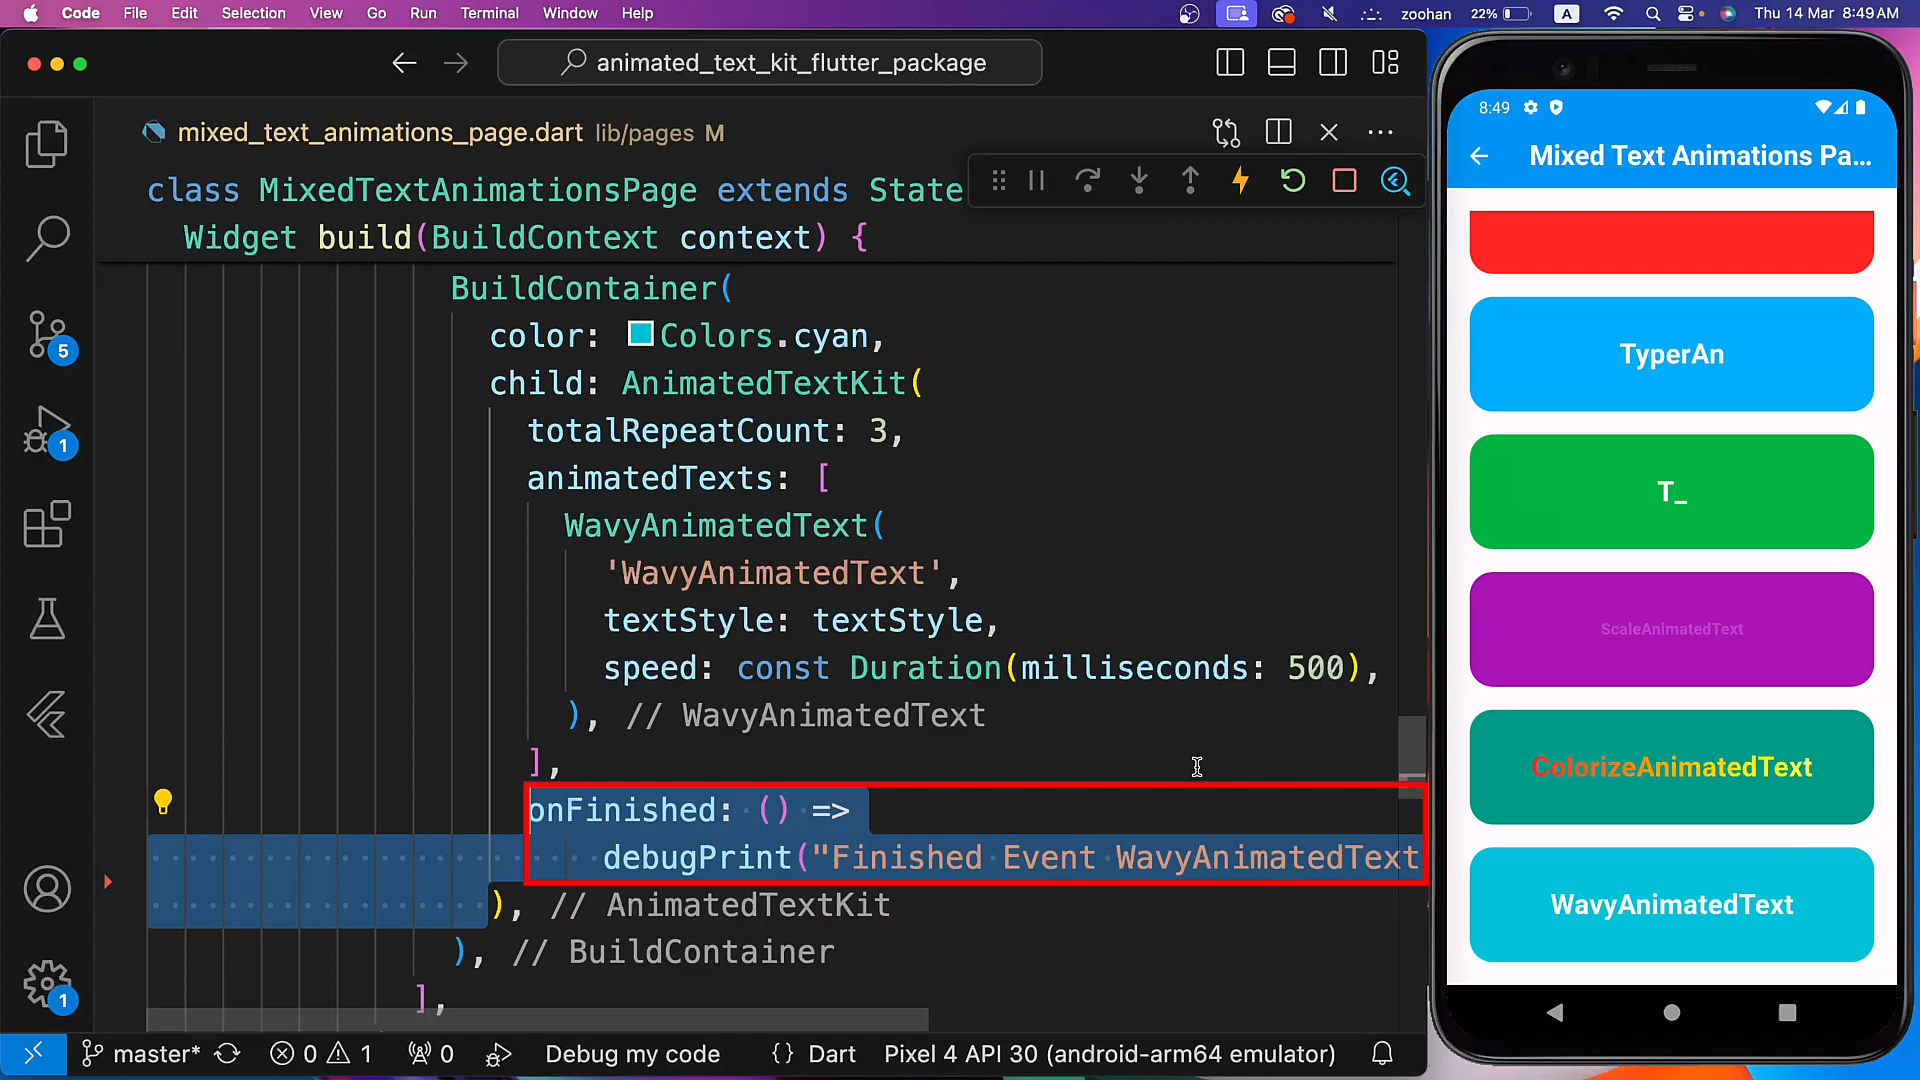 Code File Edit Selection View Go Run Terminal Window Help zoohan 22% A Thu 14 Mar 8:49 AM
animated_text_kit_flutter_package
mixed_text_animations_page.dart lib/pages M
class MixedTextAnimationsPage extends State
Widget build(BuildContext context) {
BuildContainer(
color: Colors.cyan,
child: AnimatedTextKit(
totalRepeatCount: 3,
animatedTexts: [
WavyAnimatedText(
'WavyAnimatedText',
textStyle: textStyle,
speed: const Duration(milliseconds: 500),
), // WavyAnimatedText
],
onFinished: () =>
debugPrint("Finished Event WavyAnimatedText
), // AnimatedTextKit
), // BuildContainer
],
5
1
1
master* 0 1 0 Debug my code {} Dart Pixel 4 API 30 (android-arm64 emulator)
8:49
Mixed Text Animations Pa...
TyperAn
T_
ScaleAnimatedText
ColorizeAnimatedText
WavyAnimatedText